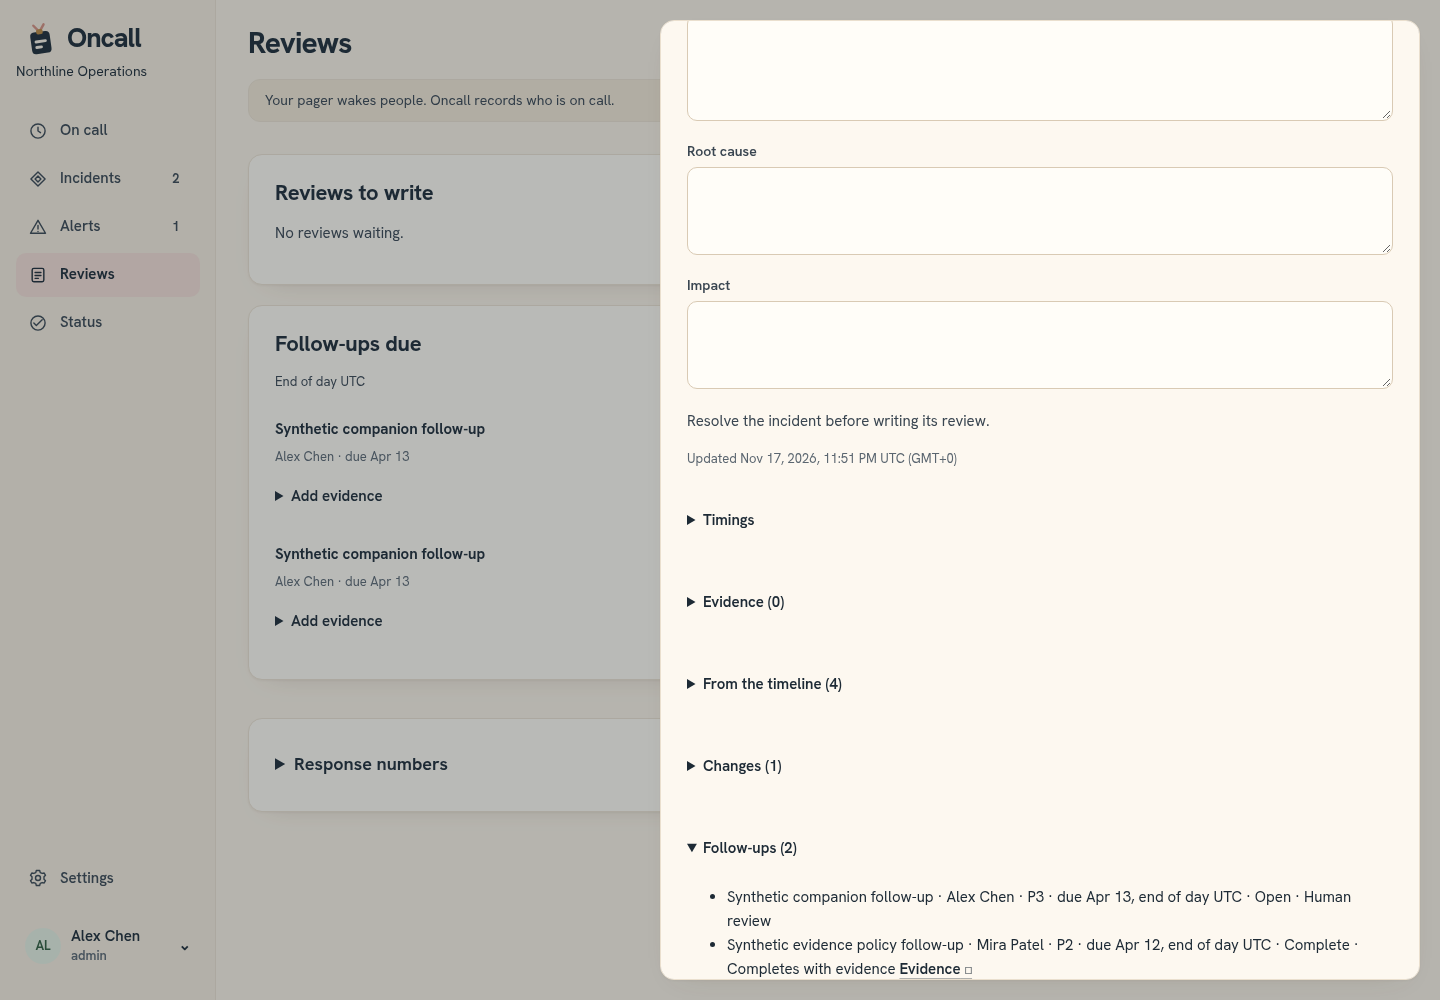 Oncall
Northline Operations
On call
Incidents 2
Alerts 1
Reviews
Status
Settings
AL
Alex Chen
admin
Reviews
Your pager wakes people. Oncall records who is on call.
Reviews to write
No reviews waiting.
Follow-ups due
End of day UTC
Synthetic companion follow-up
Alex Chen · due Apr 13
Add evidence
Synthetic companion follow-up
Alex Chen · due Apr 13
Add evidence
Response numbers
Root cause
Impact
Resolve the incident before writing its review.
Updated Nov 17, 2026, 11:51 PM UTC (GMT+0)
Timings
Evidence (0)
From the timeline (4)
Changes (1)
Follow-ups (2)
Synthetic companion follow-up · Alex Chen · P3 · due Apr 13, end of day UTC · Open · Human
review
Synthetic evidence policy follow-up · Mira Patel · P2 · due Apr 12, end of day UTC · Complete ·
Completes with evidence Evidence